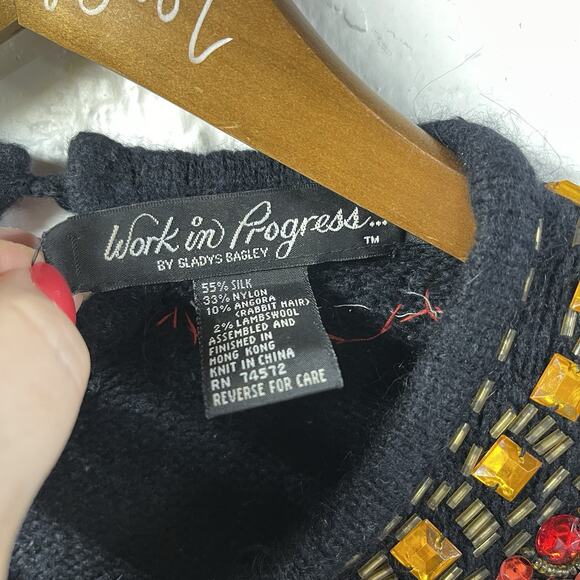 Work in Progress...
TM
BY GLADYS BAGLEY
55% SILK
33% NYLON
10% ANGORA
(RABBIT HAIR)
2% LAMBSWOOL
ASSEMBLED AND
FINISHED IN
HONG KONG
KNIT IN CHINA
RN 74572
REVERSE FOR CARE